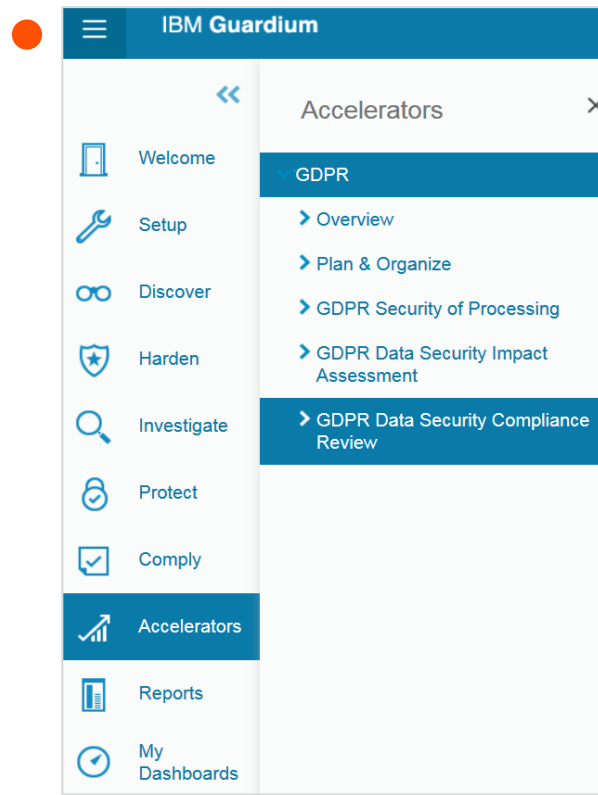 IBM Guardium
Welcome
Setup
Discover
Harden
Investigate
Protect
Comply
Accelerators
Reports
My
Dashboards
Accelerators
GDPR
Overview
Plan & Organize
GDPR Security of Processing
GDPR Data Security Impact
Assessment
GDPR Data Security Compliance
Review